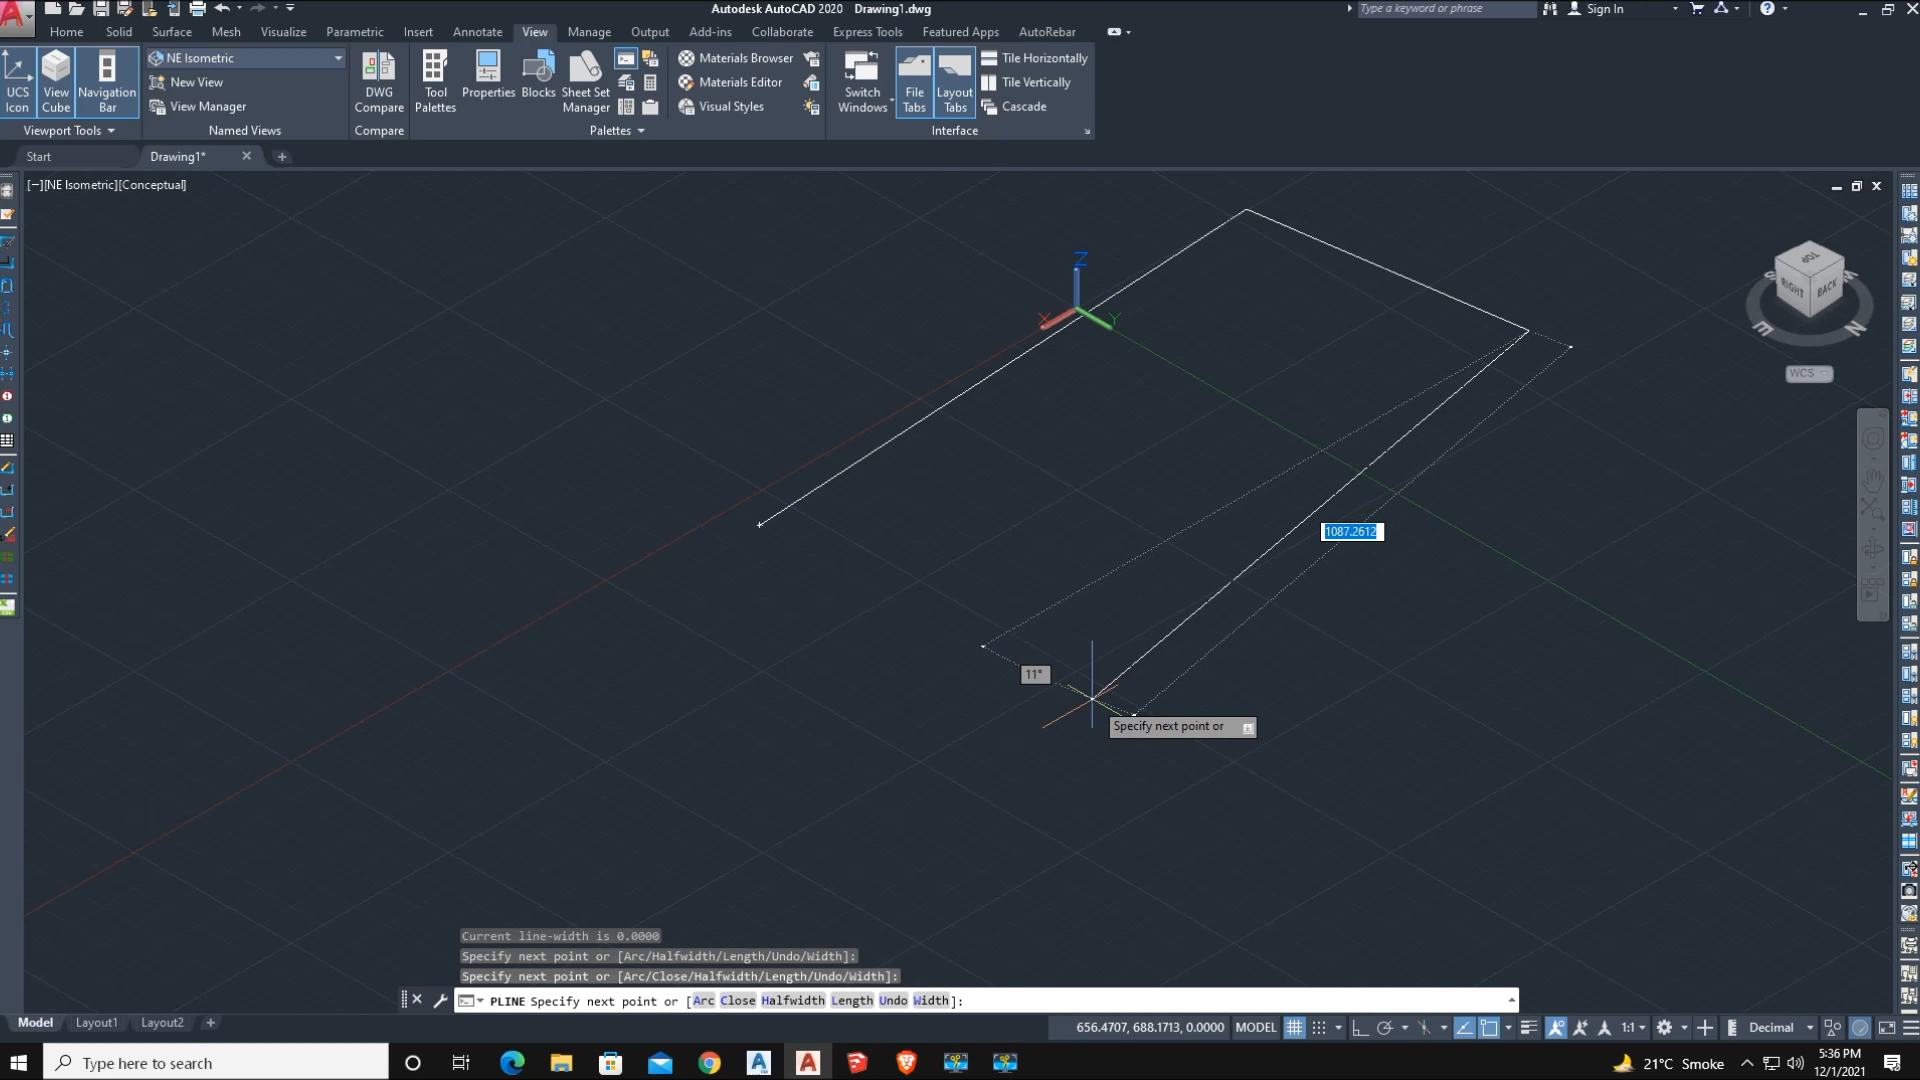 Autodesk AutoCAD 2020 Drawing1.dwg
Type a keyword or phrase
Sign In
Home Solid Surface Mesh Visualize Parametric Insert Annotate View Manage Output Add-ins Collaborate Express Tools Featured Apps AutoRebar
UCS Icon
View Cube
Navigation Bar
Viewport Tools
NE Isometric
New View
View Manager
Named Views
DWG Compare
Compare
Tool Palettes
Properties
Blocks
Sheet Set Manager
Materials Browser
Materials Editor
Visual Styles
Palettes
Switch Windows
File Tabs
Layout Tabs
Tile Horizontally
Tile Vertically
Cascade
Interface
Start
Drawing1*
[−][NE Isometric][Conceptual]
Z
X
Y
TOP
RIGHT
BACK
S
E
N
WCS
1087.2612
11°
Specify next point or
Current line-width is 0.0000
Specify next point or [Arc/Halfwidth/Length/Undo/Width]:
Specify next point or [Arc/Close/Halfwidth/Length/Undo/Width]:
PLINE Specify next point or [Arc Close Halfwidth Length Undo Width]:
Model Layout1 Layout2
656.4707, 688.1713, 0.0000 MODEL 1:1 Decimal
Type here to search
21°C Smoke
5:36 PM
12/1/2021